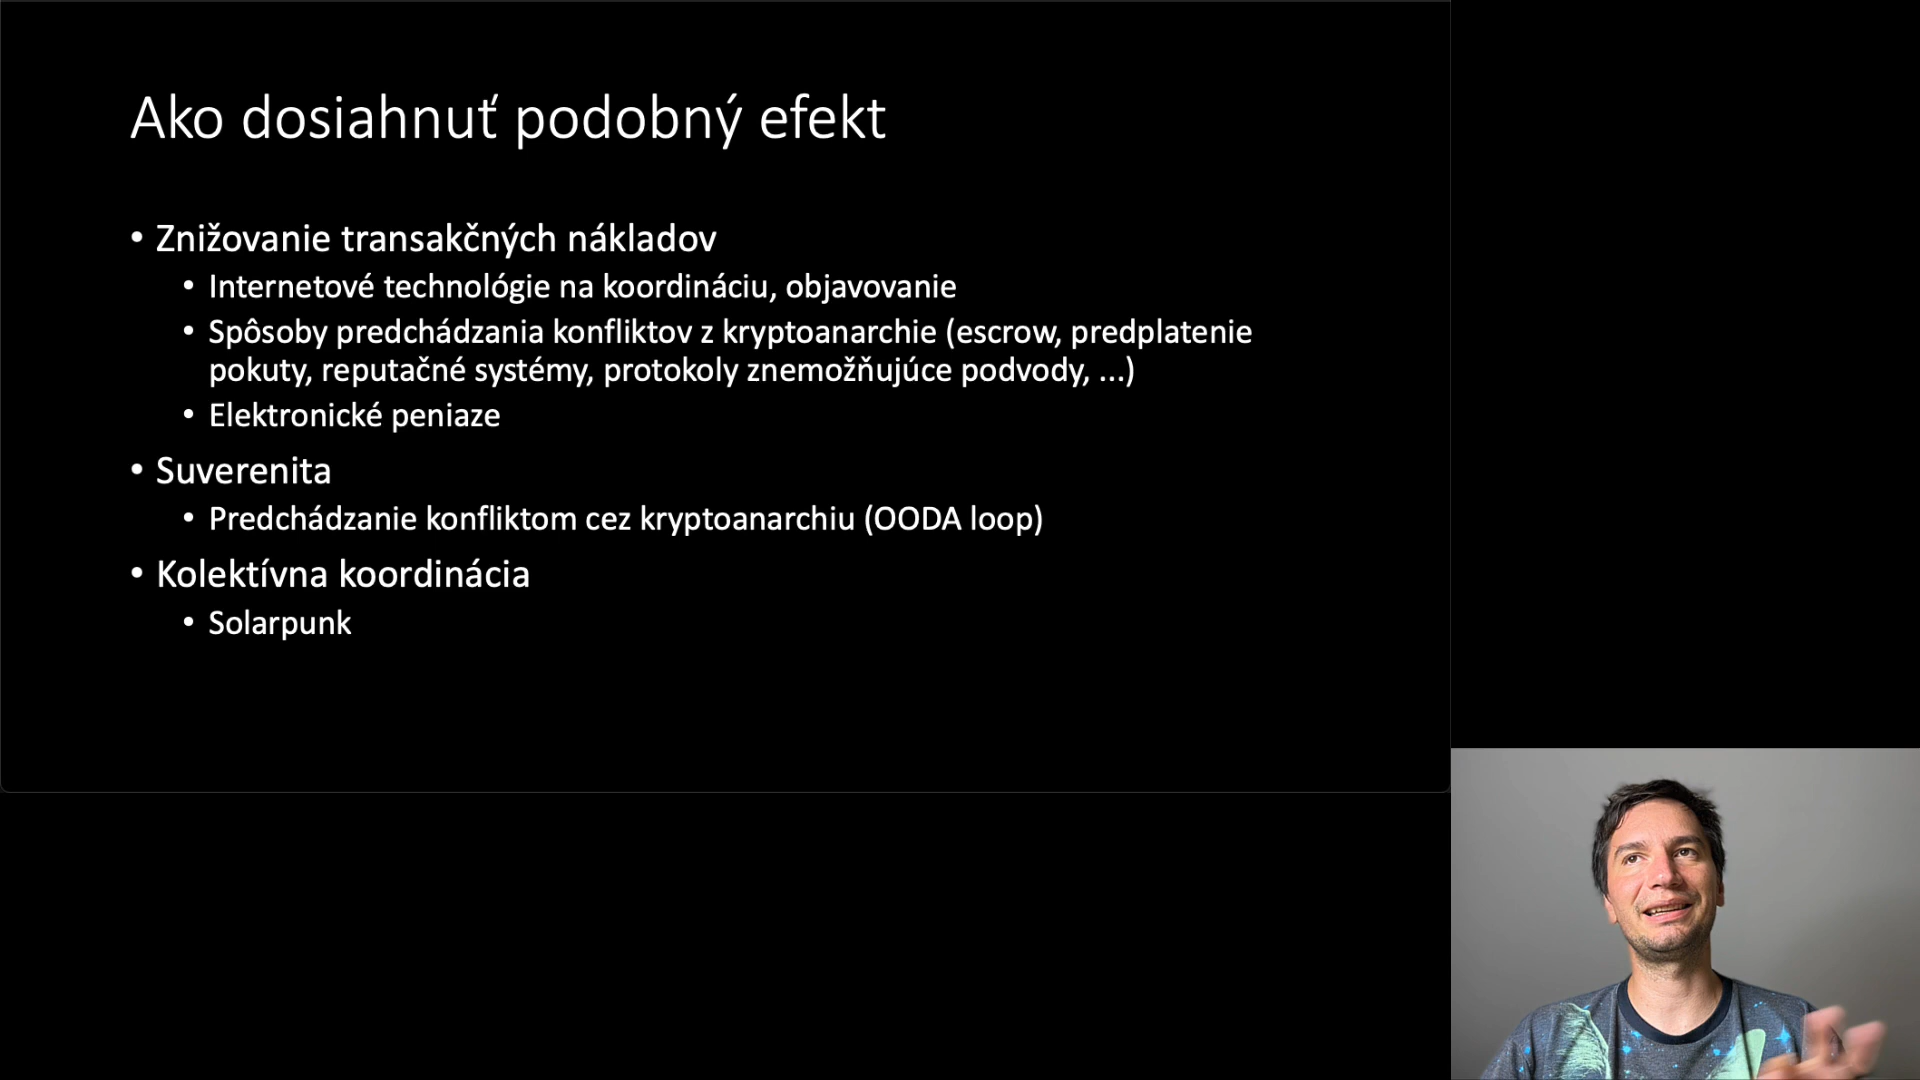 Ako dosiahnuť podobný efekt
• Znižovanie transakčných nákladov
• Internetové technológie na koordináciu, objavovanie
• Spôsoby predchádzania konfliktov z kryptoanarchie (escrow, predplatenie
pokuty, reputačné systémy, protokoly znemožňujúce podvody, ...)
• Elektronické peniaze
• Suverenita
• Predchádzanie konfliktom cez kryptoanarchiu (OODA loop)
• Kolektívna koordinácia
• Solarpunk